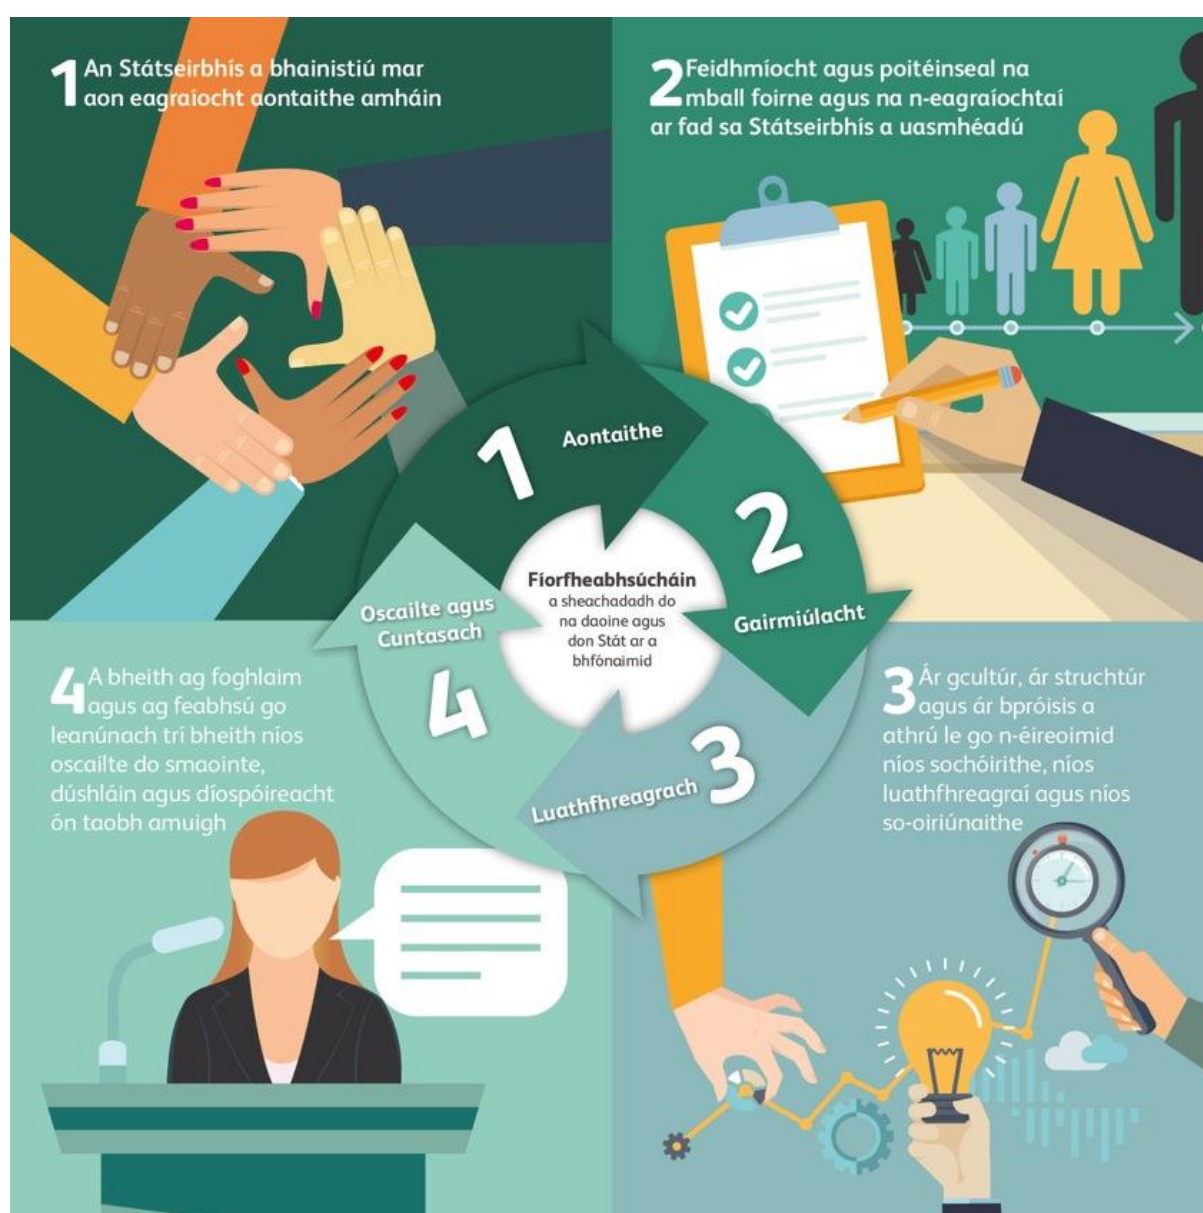 1 An Státseirbhís a bhainistiú mar
aon eagraíocht aontaithe amháin
2 Feidhmíocht agus poitéinseal na
mball foirne agus na n-eagraíochtaí
ar fad sa Státseirbhís a uasmhéadú
1 Aontaithe
2
Gairmiúlacht
Fíorfheabhsúcháin
a sheachadadh do
na daoine agus
don Stát ar a
bhfónaimid
Oscailte agus
Cuntasach
4
3
Luathfhreagrach
4 A bheith ag foghlaim
agus ag feabhsú go
leanúnach trí bheith níos
oscailte do smaointe,
dúshláin agus díospóireacht
ón taobh amuigh
3 Ár gcultúr, ár struchtúr
agus ár bpróisis a
athrú le go n-éireoimid
níos sochóirithe, níos
luathfhreagraí agus níos
so-oiriúnaithe